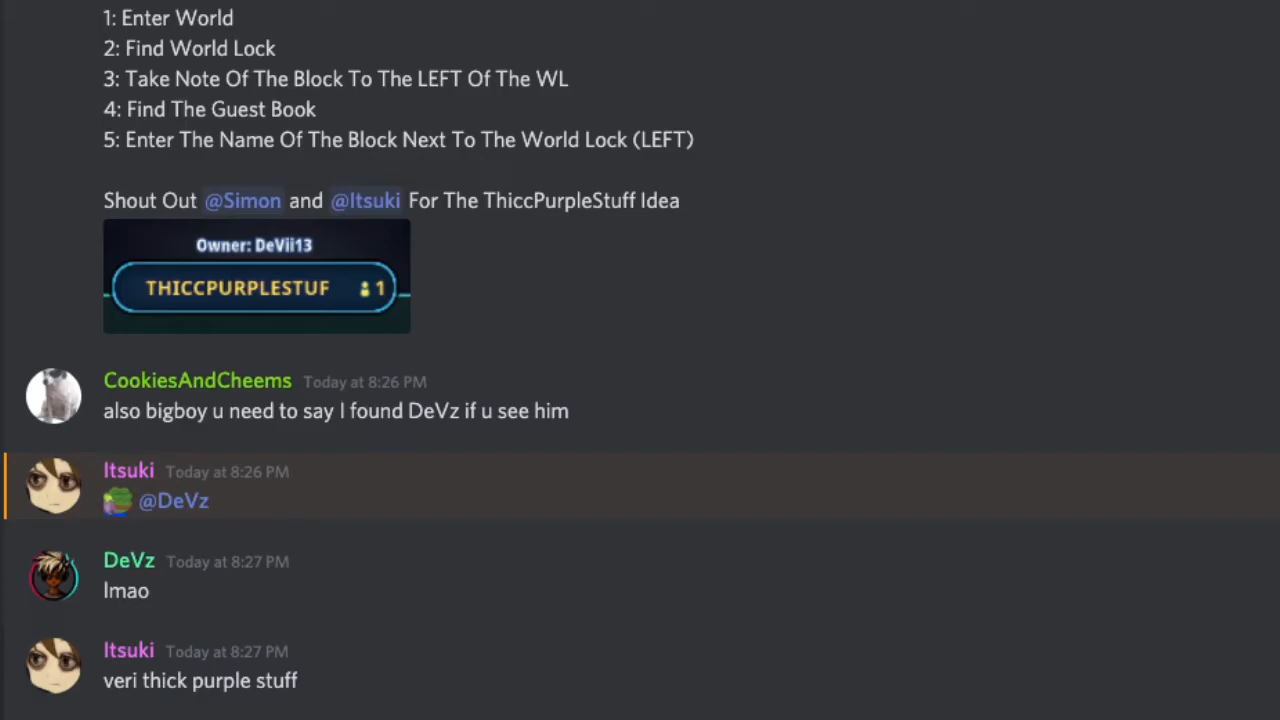 1: Enter World
2: Find World Lock
3: Take Note Of The Block To The LEFT Of The WL
4: Find The Guest Book
5: Enter The Name Of The Block Next To The World Lock (LEFT)
Shout Out @Simon and @Itsuki For The ThiccPurpleStuff Idea
Owner: DeVii13
THICCPURPLESTUF 1
CookiesAndCheems Today at 8:26 PM
also bigboy u need to say I found DeVz if u see him
Itsuki Today at 8:26 PM
@DeVz
DeVz Today at 8:27 PM
lmao
Itsuki Today at 8:27 PM
veri thick purple stuff